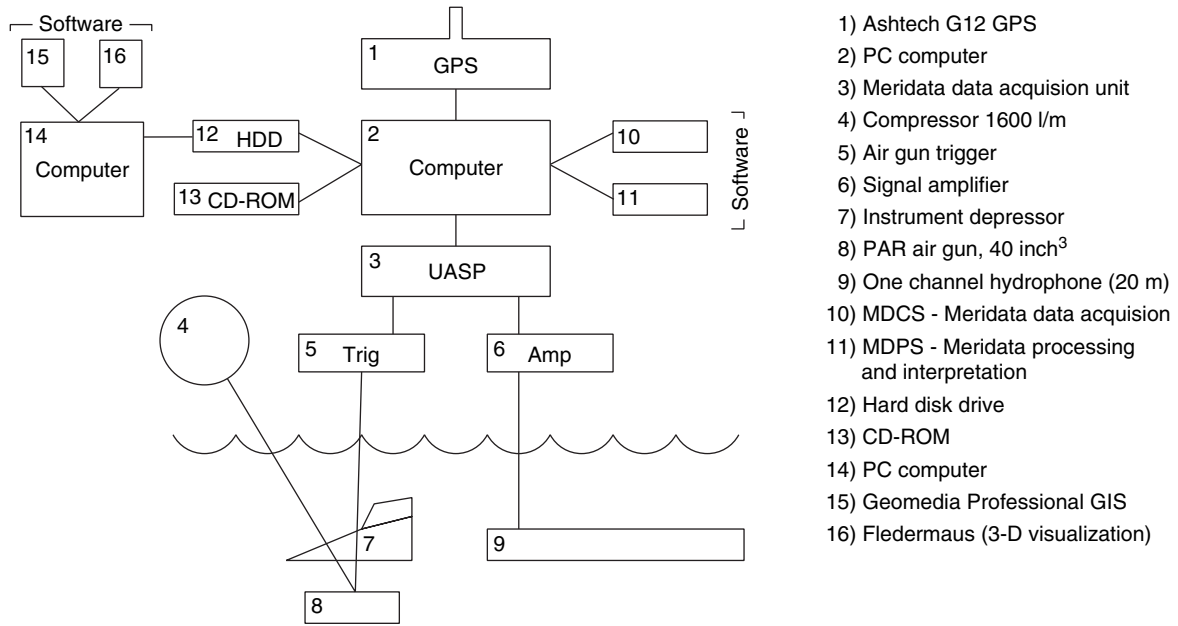 Software
15
16
14
Computer
12 HDD
13 CD-ROM
1
GPS
2
Computer
10
11
Software
3
UASP
4
5 Trig
6 Amp
7
8
9
1) Ashtech G12 GPS
2) PC computer
3) Meridata data acquision unit
4) Compressor 1600 l/m
5) Air gun trigger
6) Signal amplifier
7) Instrument depressor
8) PAR air gun, 40 inch³
9) One channel hydrophone (20 m)
10) MDCS - Meridata data acquision
11) MDPS - Meridata processing
and interpretation
12) Hard disk drive
13) CD-ROM
14) PC computer
15) Geomedia Professional GIS
16) Fledermaus (3-D visualization)